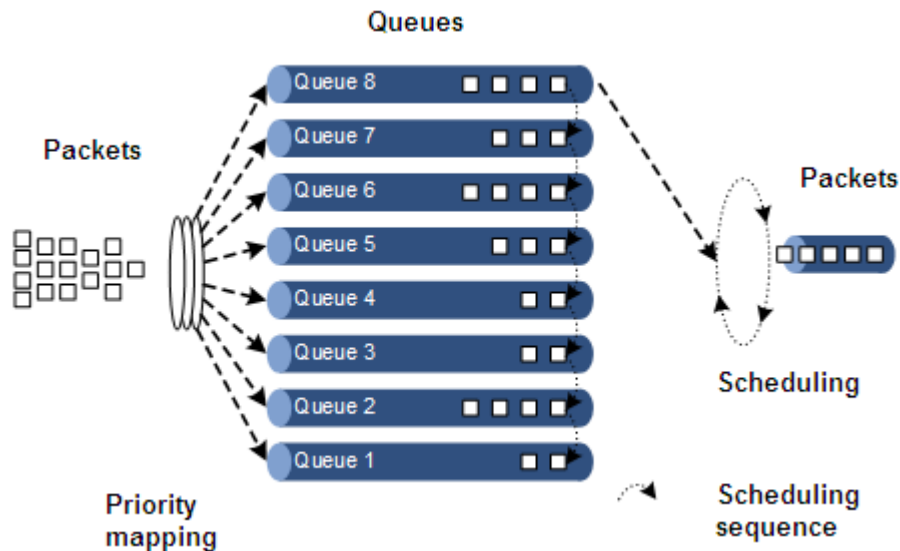 Queues
Packets
Queue 8
Queue 7
Queue 6
Queue 5
Queue 4
Queue 3
Queue 2
Queue 1
Priority
mapping
Packets
Scheduling
Scheduling
sequence